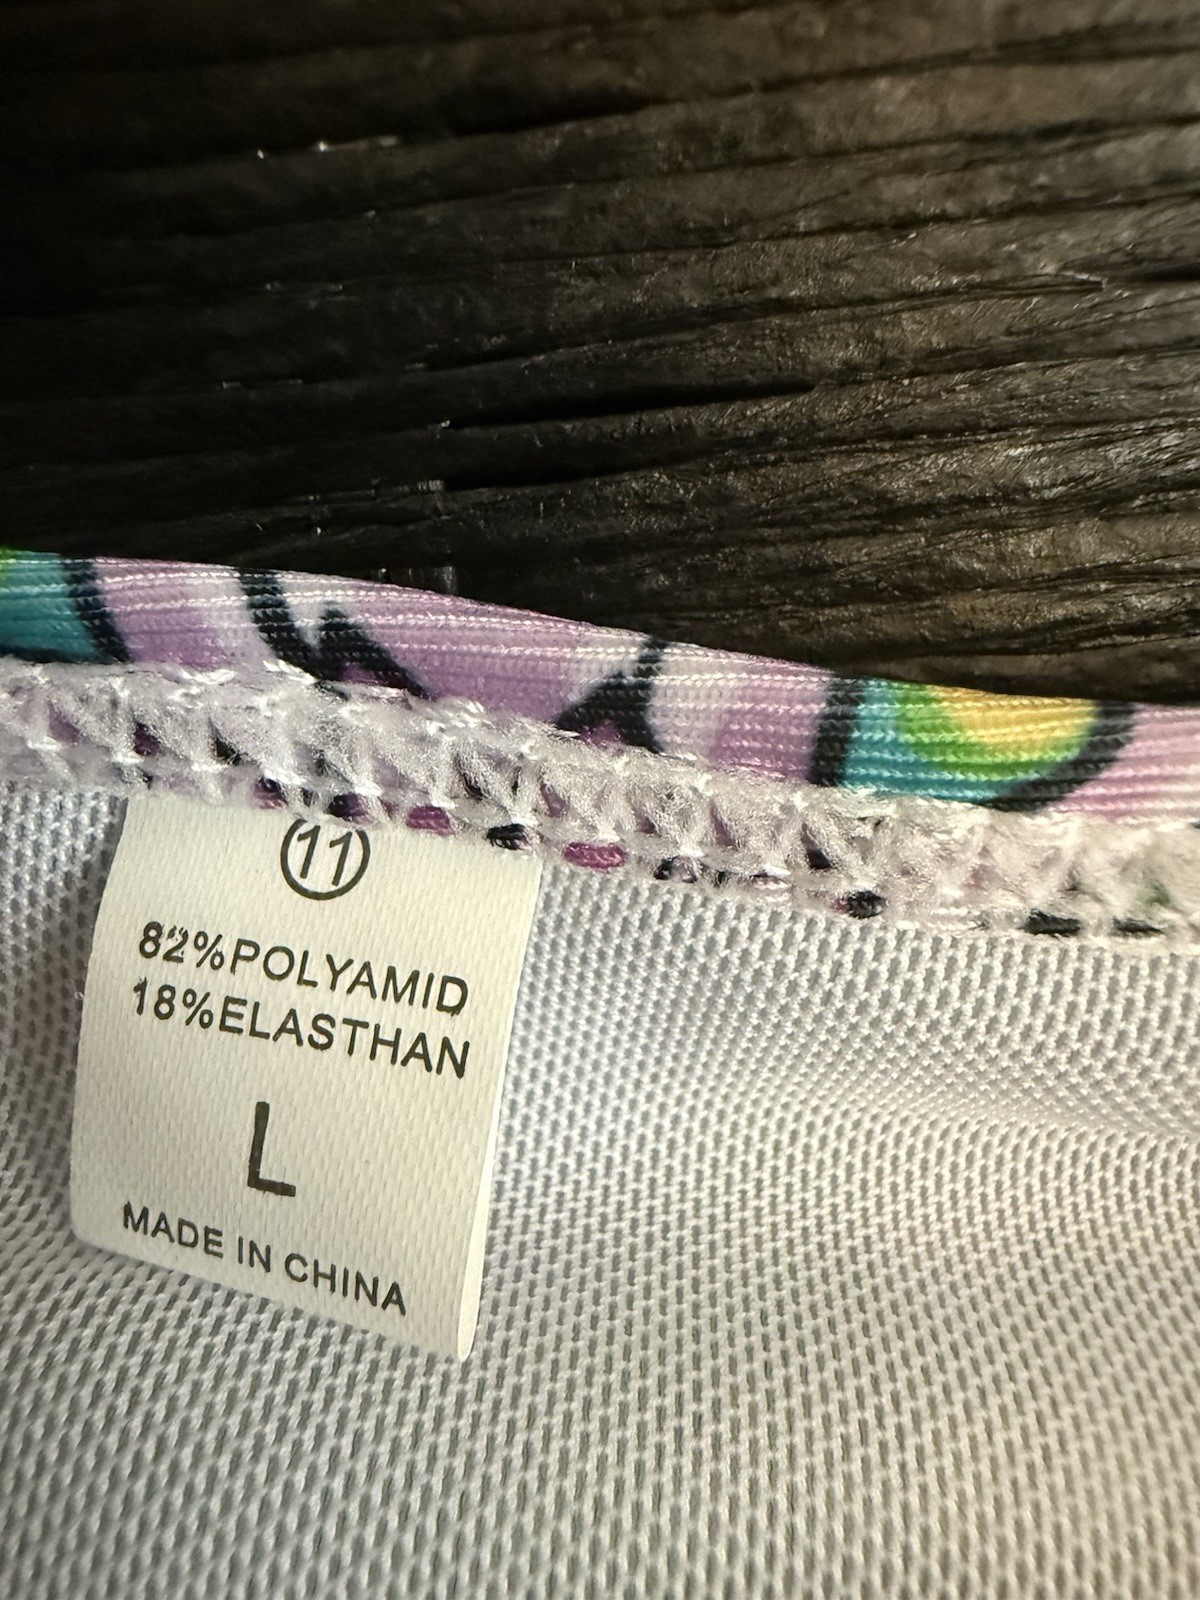 11
82%POLYAMID
18%ELASTHAN
L
MADE IN CHINA